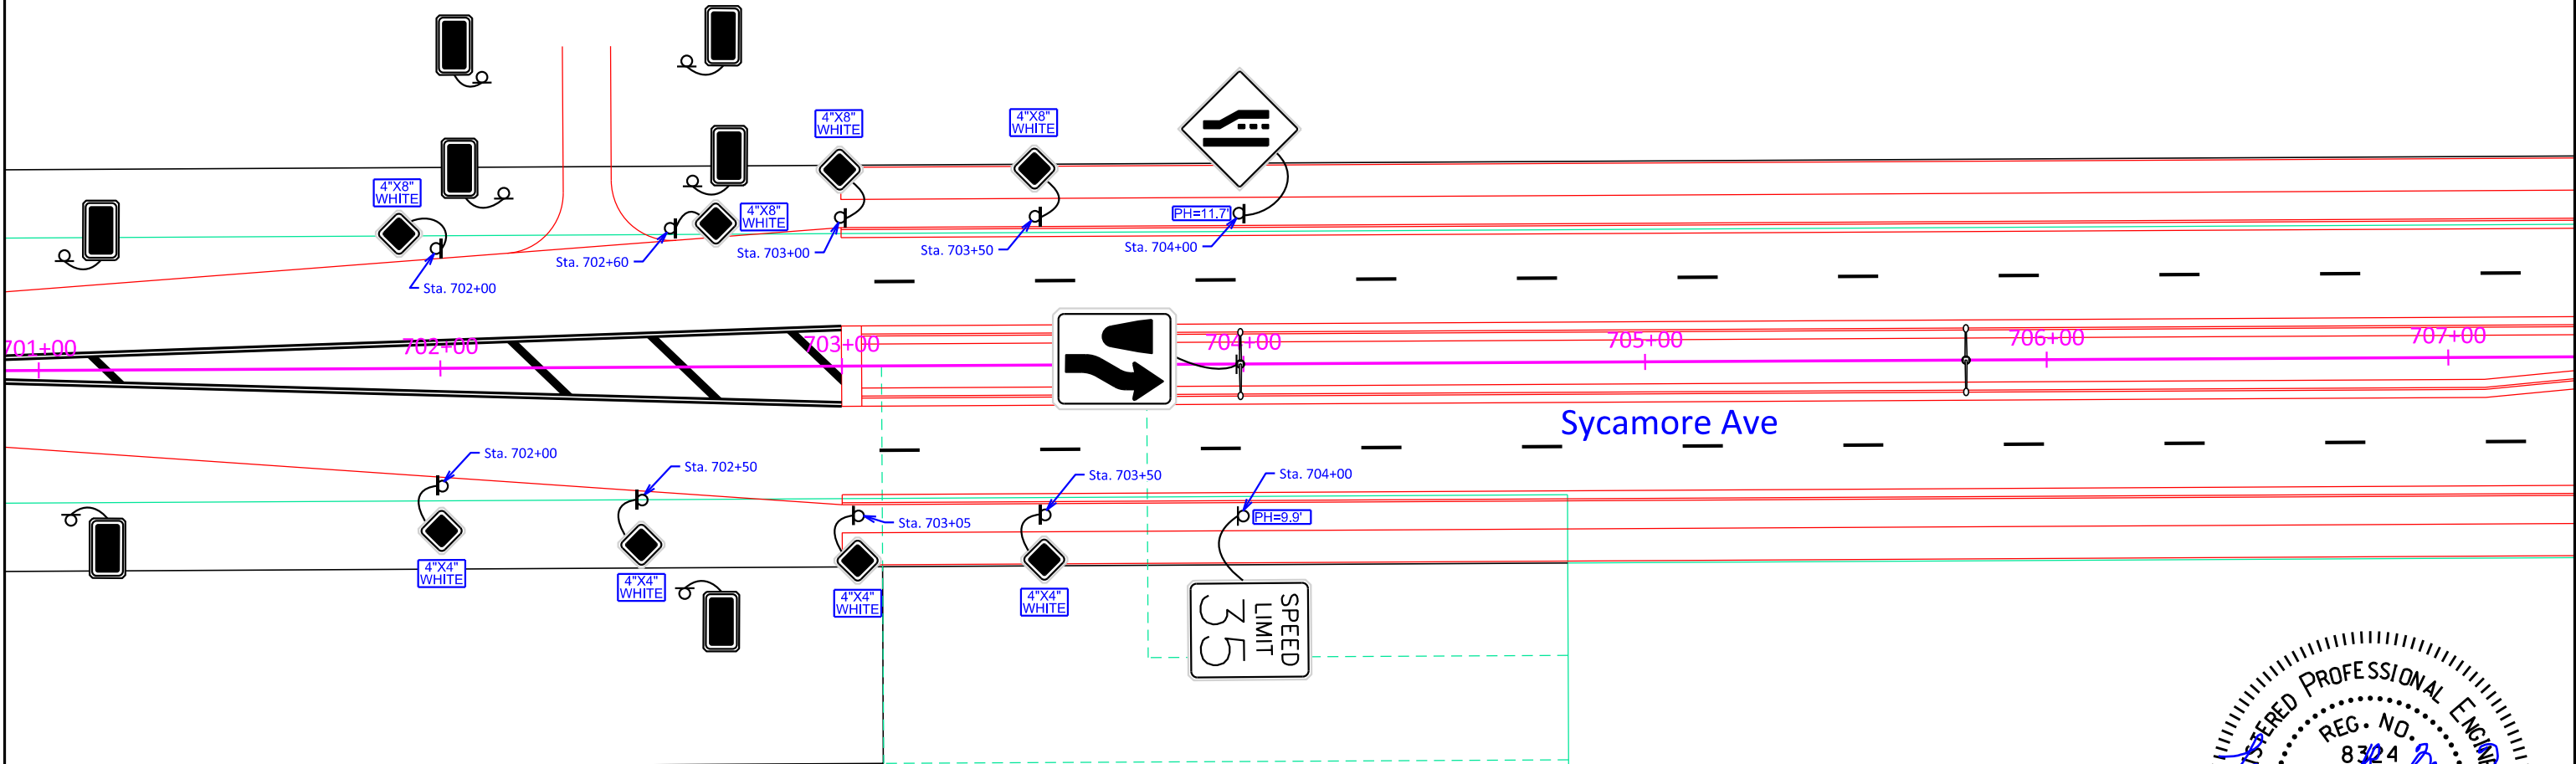 4"X8"
WHITE
4"X8"
WHITE
4"X8"
WHITE
4"X8"
WHITE
PH=11.7'
Sta. 702+00
Sta. 702+60
Sta. 703+00
Sta. 703+50
Sta. 704+00
701+00
702+00
703+00
704+00
705+00
706+00
707+00
Sycamore Ave
Sta. 702+00
Sta. 702+50
Sta. 703+05
Sta. 703+50
Sta. 704+00
PH=9.9'
4"X4"
WHITE
4"X4"
WHITE
4"X4"
WHITE
4"X4"
WHITE
SPEED
LIMIT
35
PROFESSIONAL
REG. NO.
8324